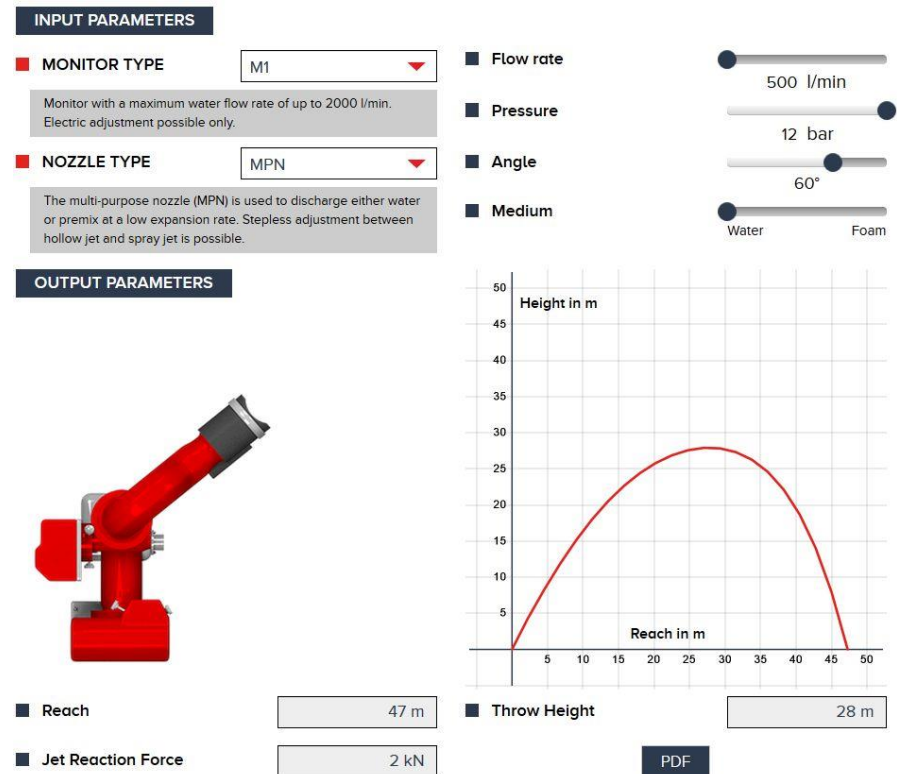 INPUT PARAMETERS
MONITOR TYPE
M1
Monitor with a maximum water flow rate of up to 2000 l/min.
Electric adjustment possible only.
NOZZLE TYPE
MPN
The multi-purpose nozzle (MPN) is used to discharge either water
or premix at a low expansion rate. Stepless adjustment between
hollow jet and spray jet is possible.
Flow rate
500 l/min
Pressure
12 bar
Angle
60°
Medium
Water Foam
OUTPUT PARAMETERS
Height in m
50
45
40
35
30
25
20
15
10
5
Reach in m
5 10 15 20 25 30 35 40 45 50
Reach
47 m
Throw Height
28 m
Jet Reaction Force
2 kN
PDF